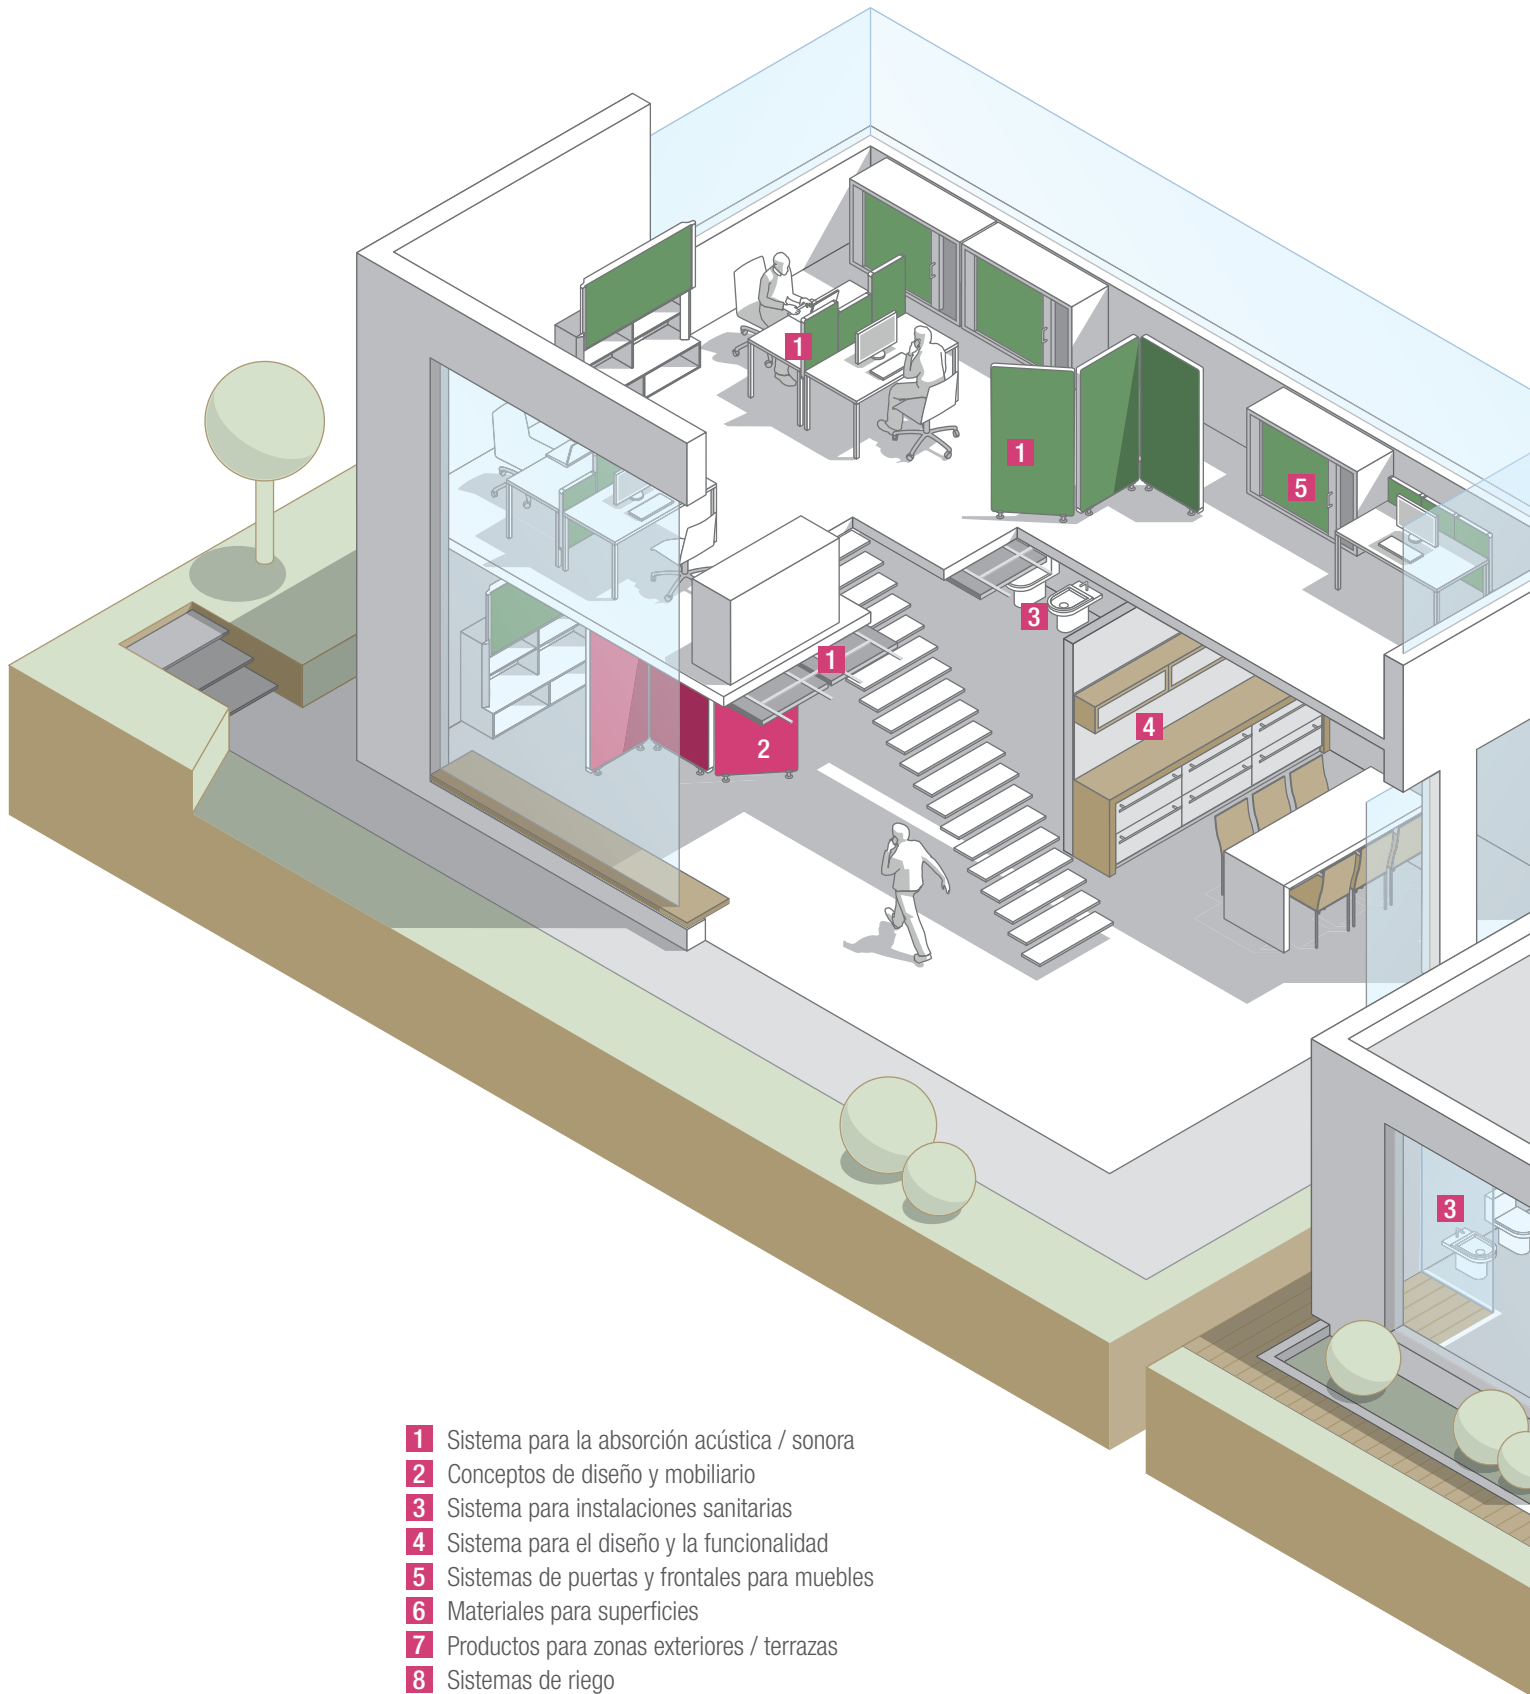 1
1
5
3
1
4
2
3
1 Sistema para la absorción acústica / sonora
2 Conceptos de diseño y mobiliario
3 Sistema para instalaciones sanitarias
4 Sistema para el diseño y la funcionalidad
5 Sistemas de puertas y frontales para muebles
6 Materiales para superficies
7 Productos para zonas exteriores / terrazas
8 Sistemas de riego